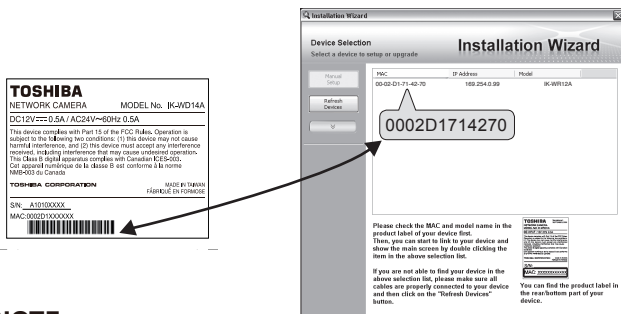 TOSHIBA
NETWORK CAMERA MODEL No. IK-WD14A
DC12V⎓ 0.5A / AC24V～60Hz 0.5A
This device complies with Part 15 of the FCC Rules. Operation is
subject to the following two conditions: (1) this device may not cause
harmful interference, and (2) this device must accept any interference
received, including interference that may cause undesired operation.
This Class B digital apparatus complies with Canadian ICES-003.
Cet appareil numérique de la classe B est conforme à la norme
NMB-003 du Canada
TOSHIBA CORPORATION MADE IN TAIWAN
FABRIQUÉ EN FORMOSE
S/N: A1010XXXX
MAC:0002D1XXXXXX
Installation Wizard
Device Selection
Select a device to setup or upgrade
Installation Wizard
Manual
Setup
Refresh
Devices
MAC IP Address Model
00-02-D1-71-42-70 169.254.0.99 IK-WR12A
0002D1714270
Please check the MAC and model name in the
product label of your device first.
Then, you can start to link to your device and
show the main screen by double clicking the
item in the above selection list.
If you are not able to find your device in the
above selection list, please make sure all
cables are properly connected to your device
and then click on the "Refresh Devices"
button.
TOSHIBA
S/N:
MAC: XXXXXXXXXXXX
You can find the product label in
the rear/bottom part of your
device.